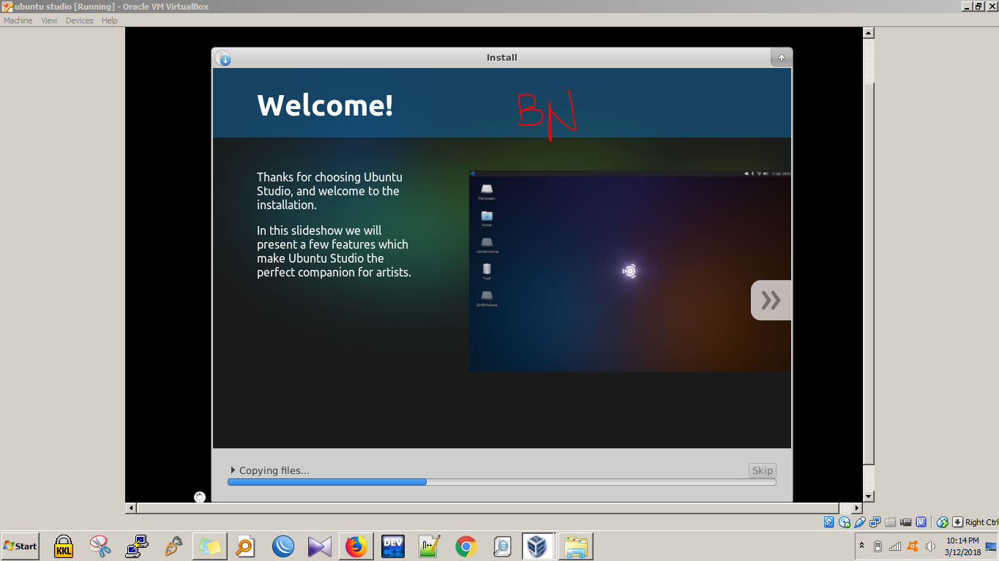 ubuntu studio [Running] - Oracle VM VirtualBox
Machine View Devices Help
Install
Welcome!
BN
Thanks for choosing Ubuntu
Studio, and welcome to the
installation.
In this slideshow we will
present a few features which
make Ubuntu Studio the
perfect companion for artists.
File System
Home
Trash
Copying files...
Skip
Right Ctrl
Start
KKL
DEV
C++
10:14 PM
3/12/2018